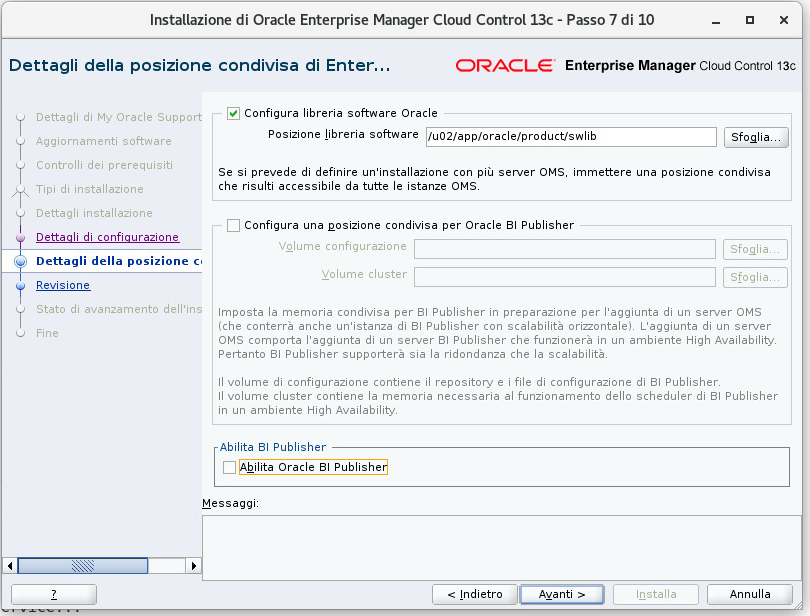 Installazione di Oracle Enterprise Manager Cloud Control 13c - Passo 7 di 10
Dettagli della posizione condivisa di Enter...
ORACLE Enterprise Manager Cloud Control 13c
Dettagli di My Oracle Support
Aggiornamenti software
Controlli dei prerequisiti
Tipi di installazione
Dettagli installazione
Dettagli di configurazione
Dettagli della posizione co
Revisione
Stato di avanzamento dell'ins
Fine
Configura libreria software Oracle
Posizione libreria software /u02/app/oracle/product/swlib Sfoglia...
Se si prevede di definire un'installazione con più server OMS, immettere una posizione condivisa
che risulti accessibile da tutte le istanze OMS.
Configura una posizione condivisa per Oracle BI Publisher
Volume configurazione Sfoglia...
Volume cluster Sfoglia...
Imposta la memoria condivisa per BI Publisher in preparazione per l'aggiunta di un server OMS
(che conterrà anche un'istanza di BI Publisher con scalabilità orizzontale). L'aggiunta di un server
OMS comporta l'aggiunta di un server BI Publisher che funzionerà in un ambiente High Availability.
Pertanto BI Publisher supporterà sia la ridondanza che la scalabilità.
Il volume di configurazione contiene il repository e i file di configurazione di BI Publisher.
Il volume cluster contiene la memoria necessaria al funzionamento dello scheduler di BI Publisher
in un ambiente High Availability.
Abilita BI Publisher
Abilita Oracle BI Publisher
Messaggi:
? < Indietro Avanti > Installa Annulla